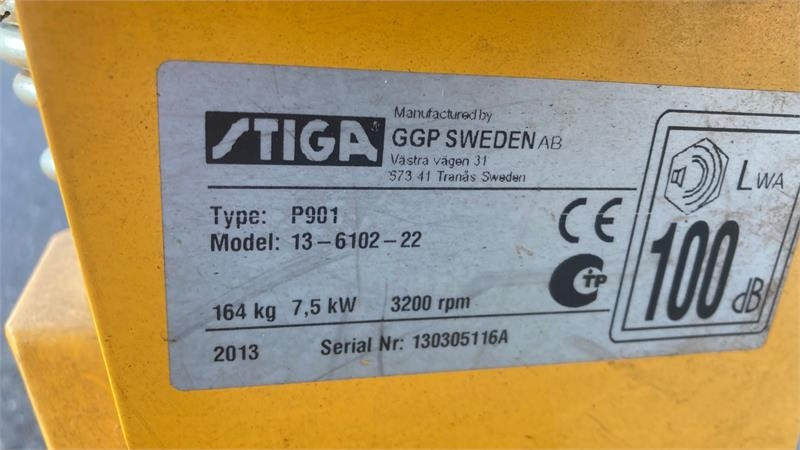 STIGA
Manufactured by
GGP SWEDEN AB
Västra vägen 31
573 41 Tranås Sweden
Type: P901
Model: 13-6102-22
CE
TP
164 kg 7,5 kW 3200 rpm
2013 Serial Nr: 130305116A
LWA
100
dB